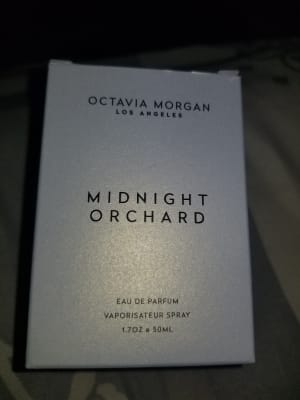 OCTAVIA MORGAN
LOS ANGELES
MIDNIGHT
ORCHARD
EAU DE PARFUM
VAPORISATEUR SPRAY
1.7OZ e 50ML